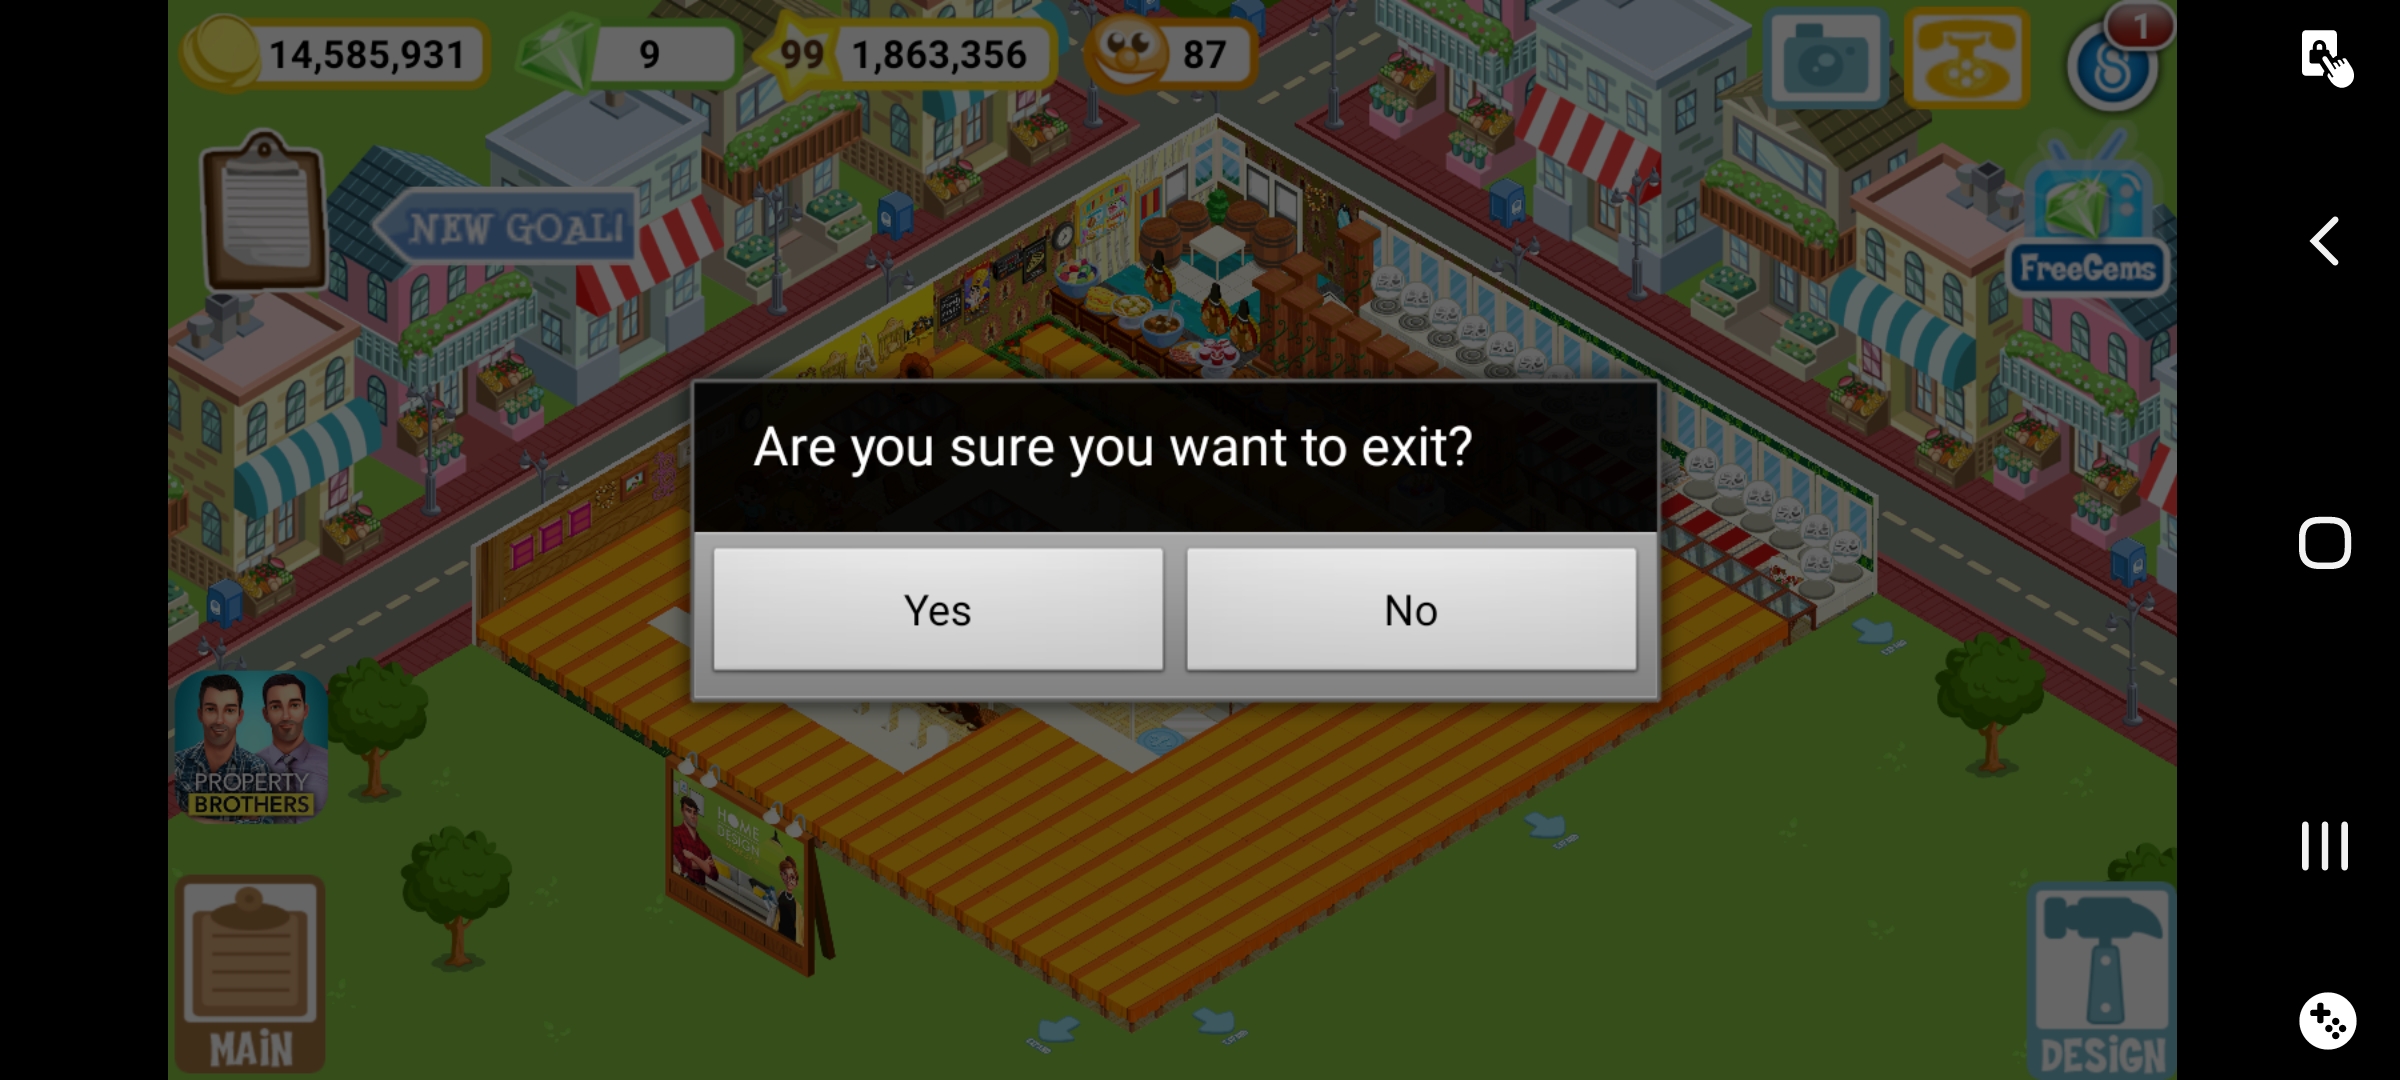 14,585,931
9
99 1,863,356
87
1
NEW GOAL!
FreeGems
Are you sure you want to exit?
Yes
No
PROPERTY
BROTHERS
HOME
DESIGN
MAIN
DESIGN